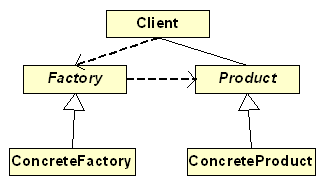 Client
Factory
Product
ConcreteFactory
ConcreteProduct